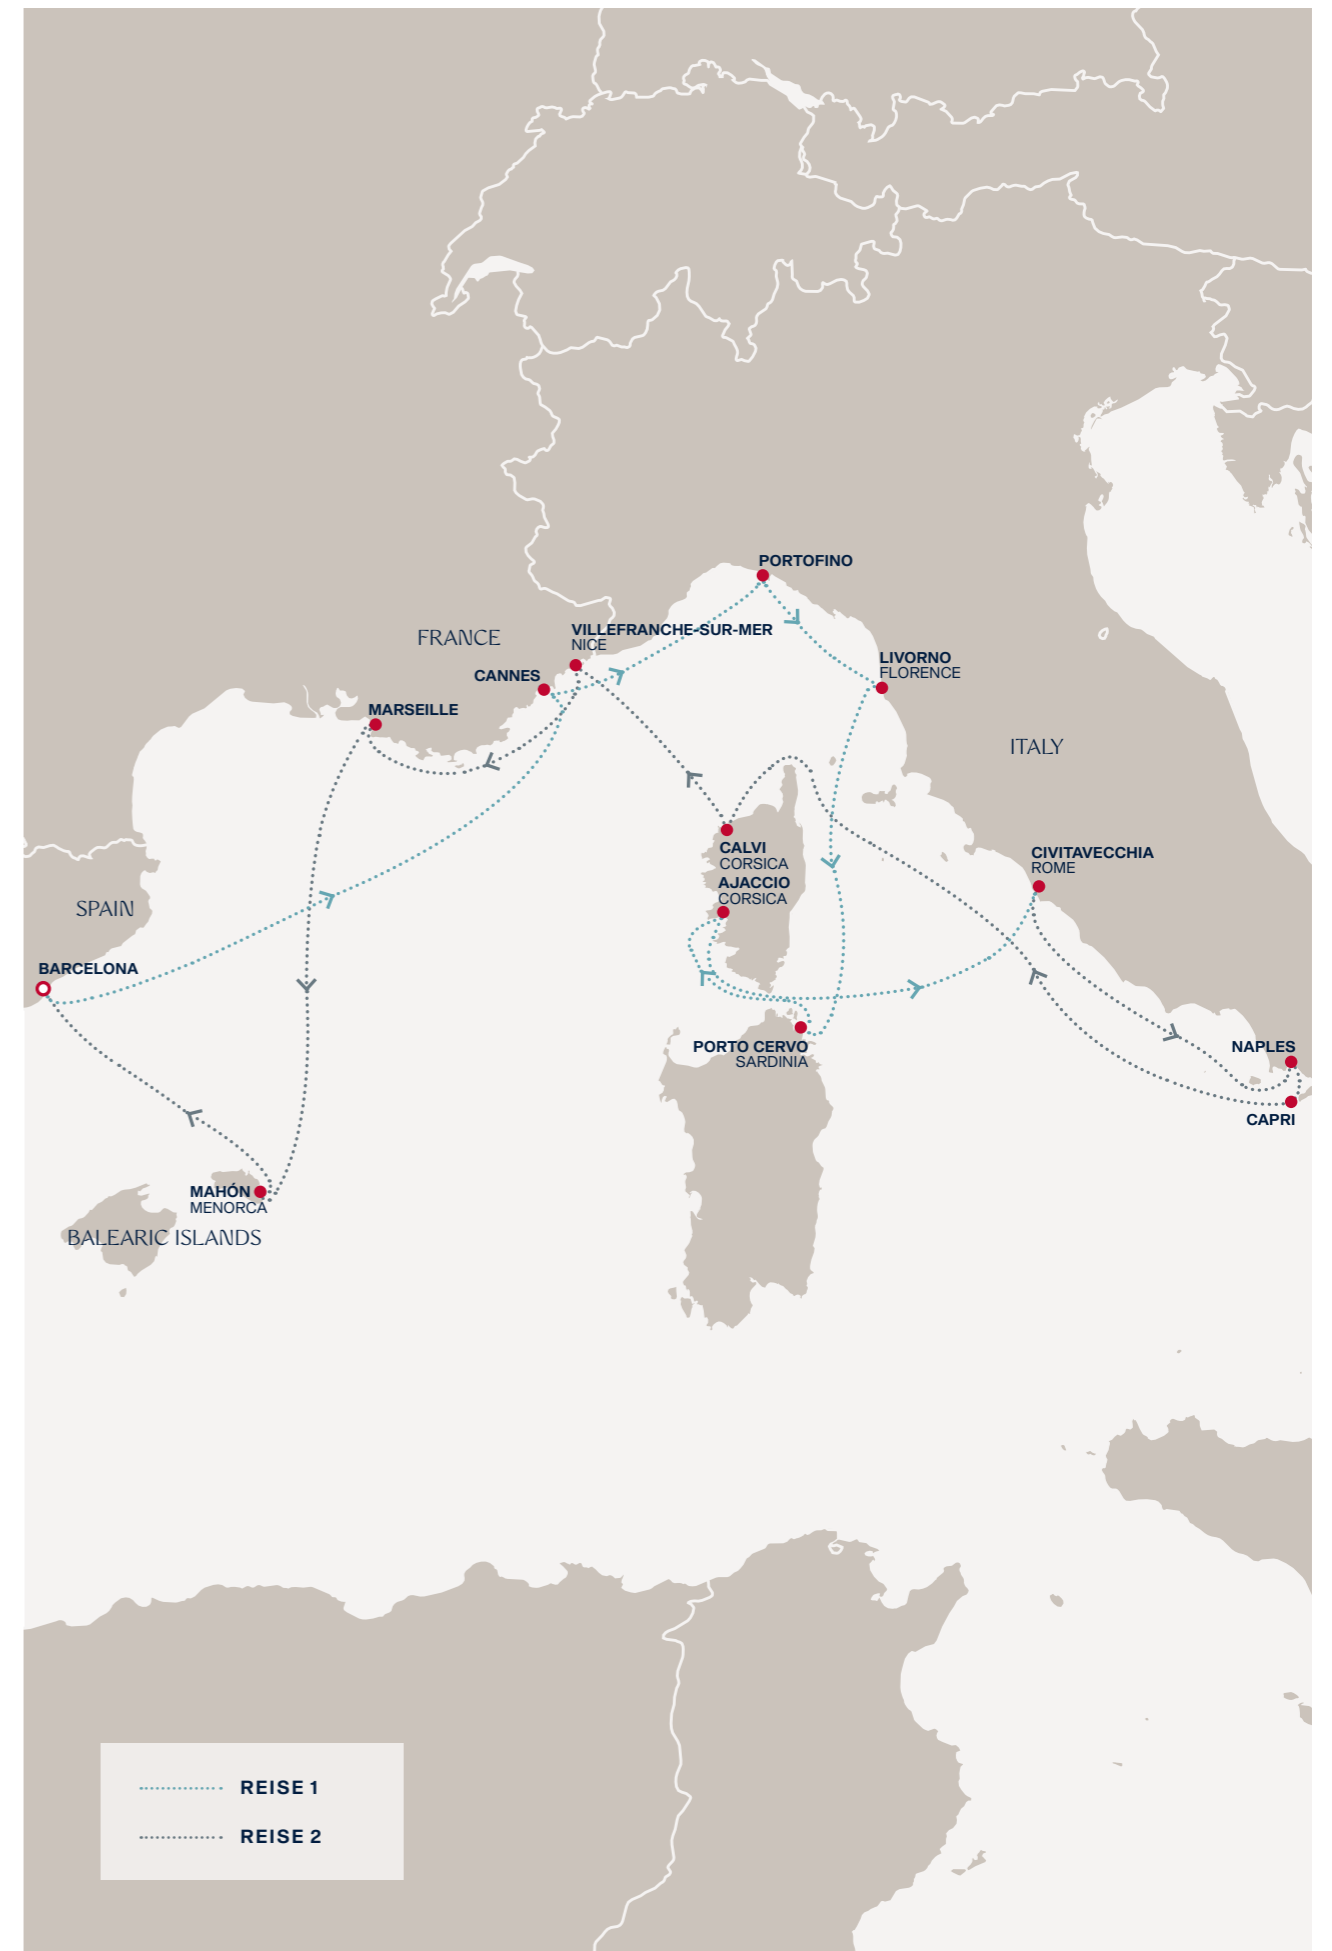 PORTOFINO
VILLEFRANCHE-SUR-MER
NICE
FRANCE
LIVORNO
FLORENCE
CANNES
MARSEILLE
ITALY
CALVI
CORSICA
CIVITAVECCHIA
ROME
AJACCIO
CORSICA
SPAIN
BARCELONA
PORTO CERVO
SARDINIA
NAPLES
CAPRI
MAHÓN
MENORCA
BALEARIC ISLANDS
REISE 1
REISE 2